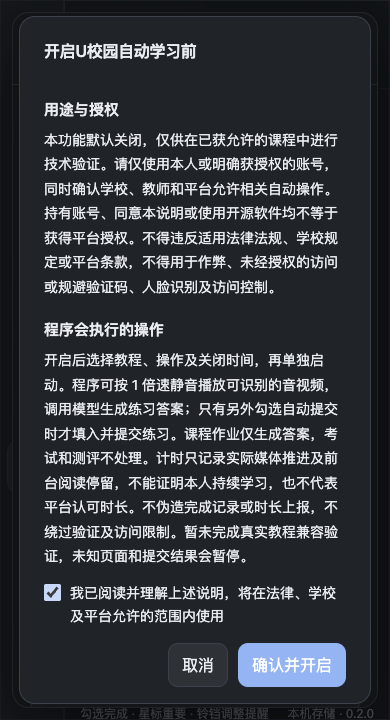 开启U校园自动学习前
用途与授权
本功能默认关闭，仅供在已获允许的课程中进行
技术验证。请仅使用本人或明确获授权的账号，
同时确认学校、教师和平台允许相关自动操作。
持有账号、同意本说明或使用开源软件均不等于
获得平台授权。不得违反适用法律法规、学校规
定或平台条款，不得用于作弊、未经授权的访问
或规避验证码、人脸识别及访问控制。
程序会执行的操作
开启后选择教程、操作及关闭时间，再单独启
动。程序可按 1 倍速静音播放可识别的音视频，
调用模型生成练习答案；只有另外勾选自动提交
时才填入并提交练习。课程作业仅生成答案，考
试和测评不处理。计时只记录实际媒体推进及前
台阅读停留，不能证明本人持续学习，也不代表
平台认可时长。不伪造完成记录或时长上报，不
绕过验证及访问限制。暂未完成真实教程兼容验
证，未知页面和提交结果会暂停。
我已阅读并理解上述说明，将在法律、学校
及平台允许的范围内使用
取消 确认并开启
勾选完成 · 星标重要 · 铃铛调整提醒 本机存储 · 0.2.0